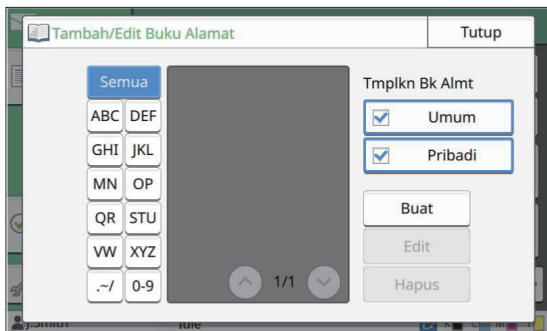 Tambah/Edit Buku Alamat
Tutup
Semua
Tmplkn Bk Almt
ABC DEF
Umum
GHI JKL
Pribadi
MN OP
QR STU
Buat
VW XYZ
Edit
.~/ 0-9
1/1
Hapus
J.Smith
Idle
K C M Y